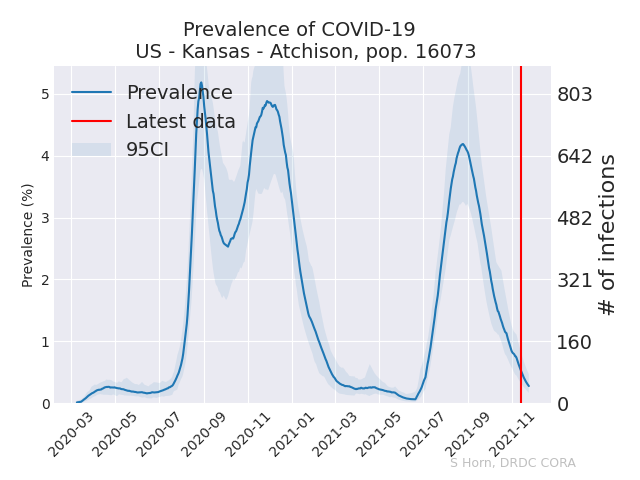 Prevalence of COVID-19
US - Kansas - Atchison, pop. 16073
Prevalence
Latest data
95CI
Prevalence (%)
5
4
3
2
1
0
803
642
482
321
160
0
# of infections
2020-03
2020-05
2020-07
2020-09
2020-11
2021-01
2021-03
2021-05
2021-07
2021-09
2021-11
S Horn, DRDC CORA